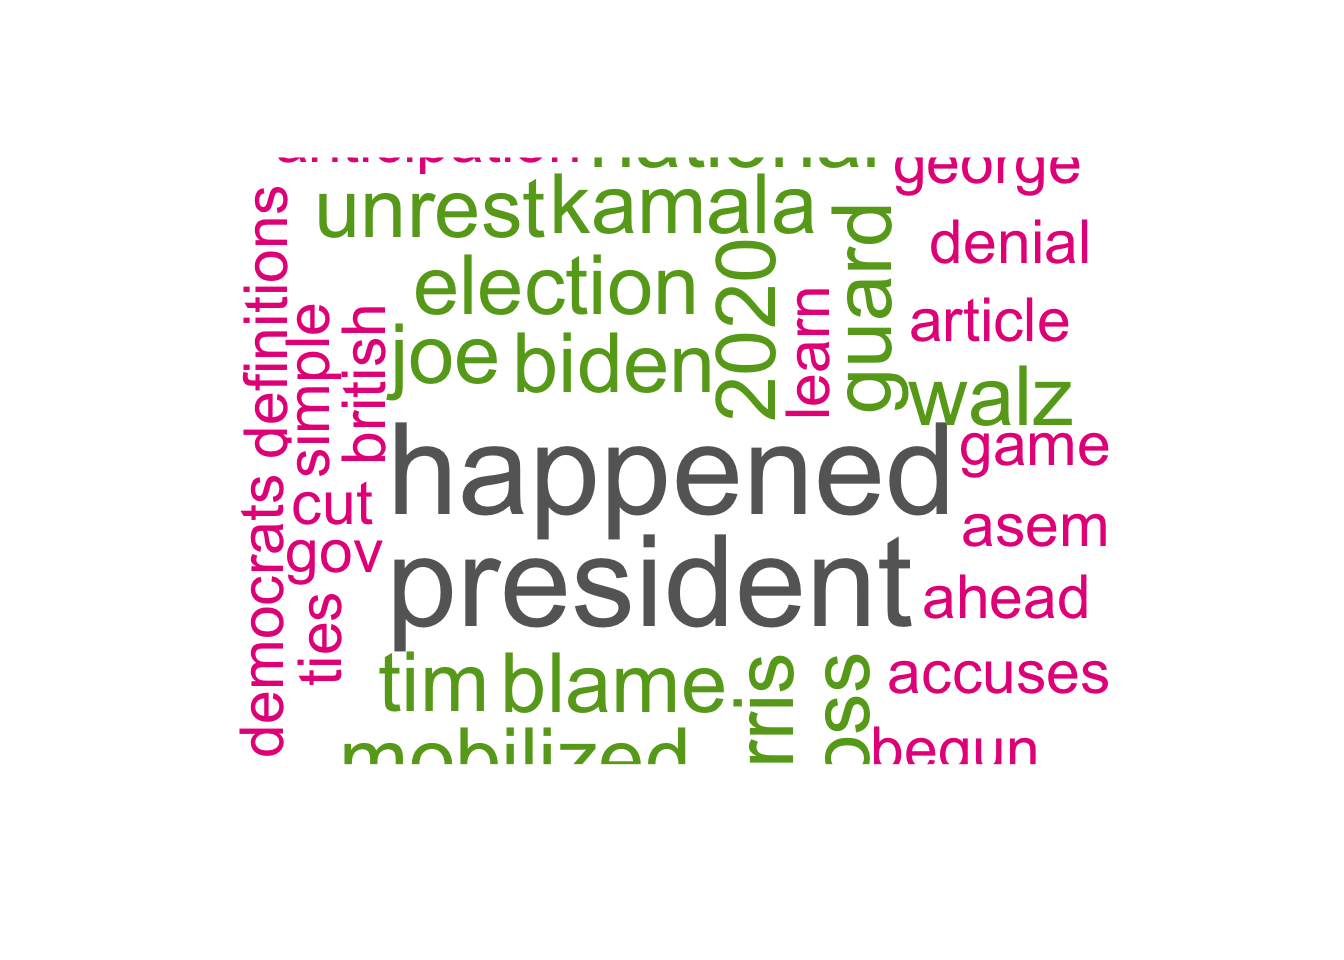 anticipation national george
unrest kamala
denial
definitions
election
2020
guard
learn
article
simple
british
joe biden
walz
happened
game
democrats
cut
asem
gov
president
ahead
ties
tim blame
accuses
mobilized
rris
oss
begun